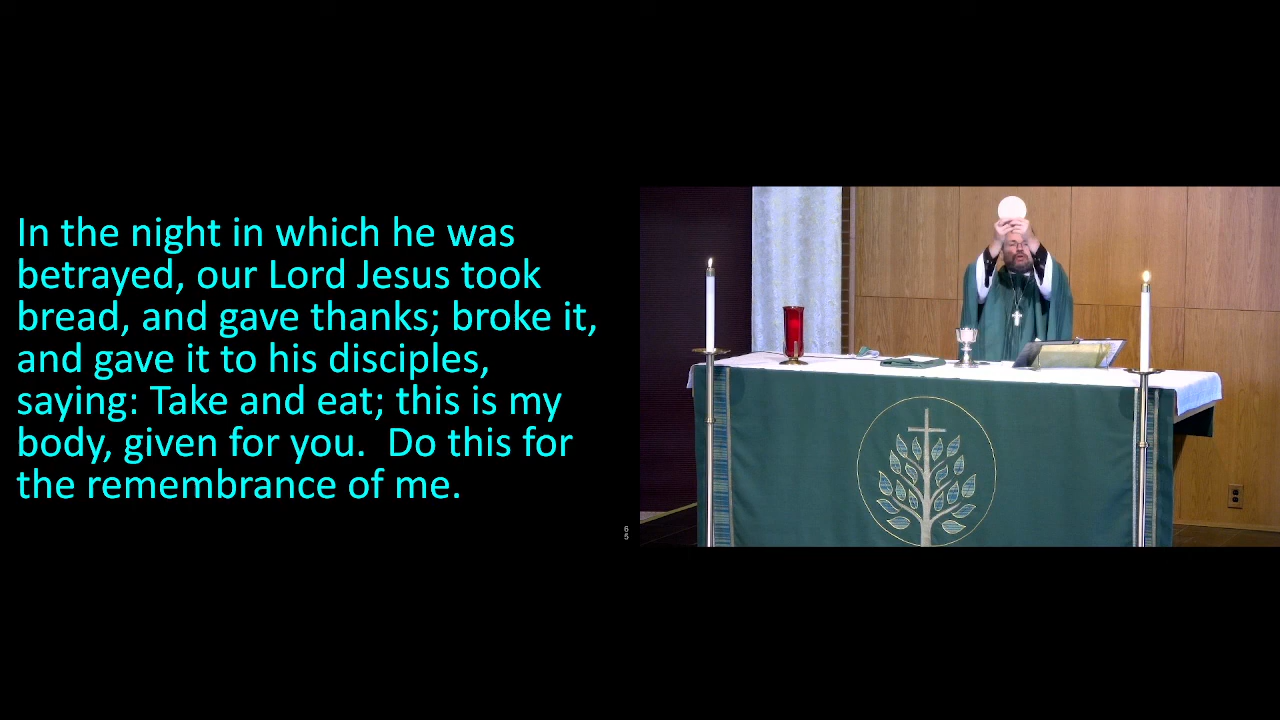 In the night in which he was
betrayed, our Lord Jesus took
bread, and gave thanks; broke it,
and gave it to his disciples,
saying: Take and eat; this is my
body, given for you.  Do this for
the remembrance of me.
6
5